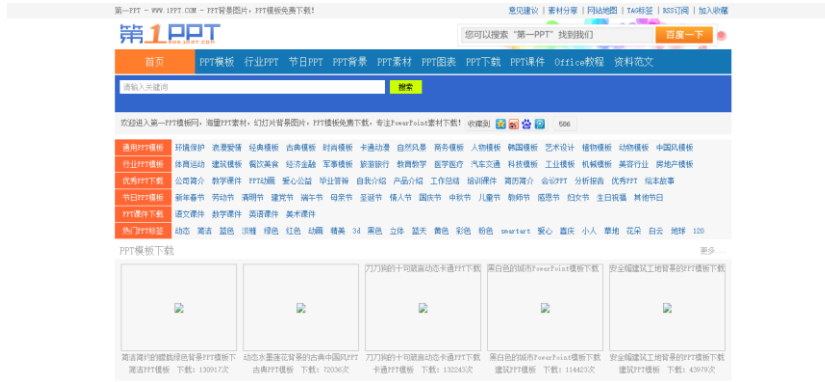 第一PPT - WWW.1PPT.COM - PPT背景图片，PPT模板免费下载！ 意见建议 | 素材分享 | 网站地图 | TAG标签 | RSS订阅 | 加入收藏
第1PPT
www.1ppt.com
您可以搜索“第一PPT”找到我们 百度一下
首页 PPT模板 行业PPT 节日PPT PPT背景 PPT素材 PPT图表 PPT下载 PPT课件 Office教程 资料范文
请输入关键词 搜索
欢迎进入第一PPT模板网，海量PPT素材，幻灯片背景图片，PPT模板免费下载，专注PowerPoint素材下载！ 收藏到 586
通用PPT模板 环境保护 浪漫爱情 经典模板 古典模板 时尚模板 卡通动漫 自然风景 商务模板 人物模板 韩国模板 艺术设计 植物模板 动物模板 中国风模板
行业PPT模板 体育运动 建筑模板 餐饮美食 经济金融 军事模板 旅游旅行 教育教学 医学医疗 汽车交通 科技模板 工业模板 机械模板 美容行业 房地产模板
优秀PPT下载 公司简介 教学课件 PPT动画 爱心公益 毕业答辩 自我介绍 产品介绍 工作总结 培训课件 简历简介 会议PPT 分析报告 优秀PPT 绘本故事
节日PPT模板 新年春节 劳动节 清明节 建党节 端午节 母亲节 圣诞节 情人节 国庆节 中秋节 儿童节 教师节 感恩节 妇女节 生日祝福 其他节日
PPT课件下载 语文课件 数学课件 英语课件 美术课件
热门PPT标签 动态 简洁 蓝色 淡雅 绿色 红色 动画 精美 3d 黑色 立体 蓝天 黄色 彩色 粉色 smartart 爱心 喜庆 小人 草地 花朵 白云 地球 120
PPT模板下载 更多...
刀刀狗的十句箴言动态卡通PPT下载 黑白色的城市PowerPoint模板下载 安全帽建筑工地背景的PPT模板下载
简洁简约的蜡烛绿色背景PPT模板下 动态水墨莲花背景的古典中国风PPT 刀刀狗的十句箴言动态卡通PPT下载 黑白色的城市PowerPoint模板下载 安全帽建筑工地背景的PPT模板下载
简洁PPT模板 下载：130917次 古典PPT模板 下载：72036次 卡通PPT模板 下载：132243次 建筑PPT模板 下载：114423次 建筑PPT模板 下载：43978次